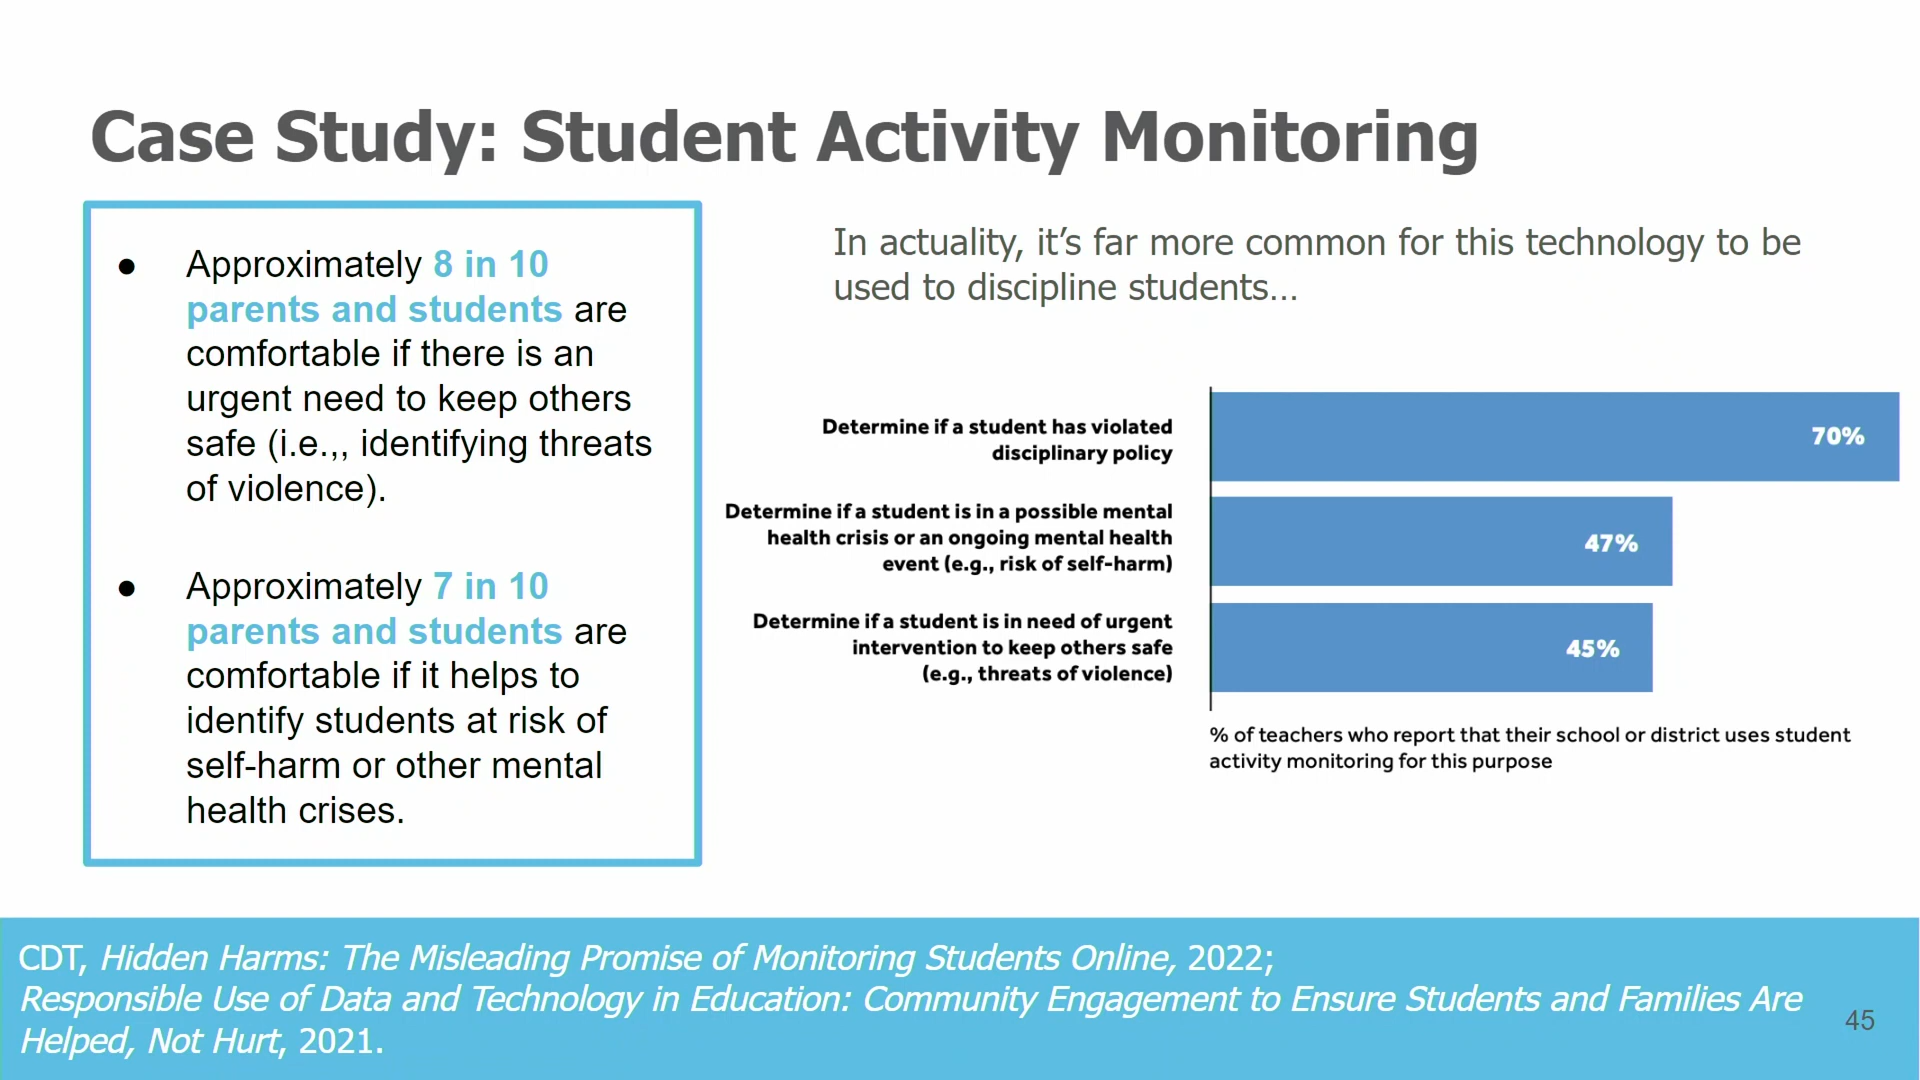 Case Study: Student Activity Monitoring
● Approximately 8 in 10
parents and students are
comfortable if there is an
urgent need to keep others
safe (i.e.,, identifying threats
of violence).
● Approximately 7 in 10
parents and students are
comfortable if it helps to
identify students at risk of
self-harm or other mental
health crises.
In actuality, it’s far more common for this technology to be
used to discipline students…
Determine if a student has violated
disciplinary policy
70%
Determine if a student is in a possible mental
health crisis or an ongoing mental health
event (e.g., risk of self-harm)
47%
Determine if a student is in need of urgent
intervention to keep others safe
(e.g., threats of violence)
45%
% of teachers who report that their school or district uses student
activity monitoring for this purpose
CDT, Hidden Harms: The Misleading Promise of Monitoring Students Online, 2022;
Responsible Use of Data and Technology in Education: Community Engagement to Ensure Students and Families Are
Helped, Not Hurt, 2021.
45